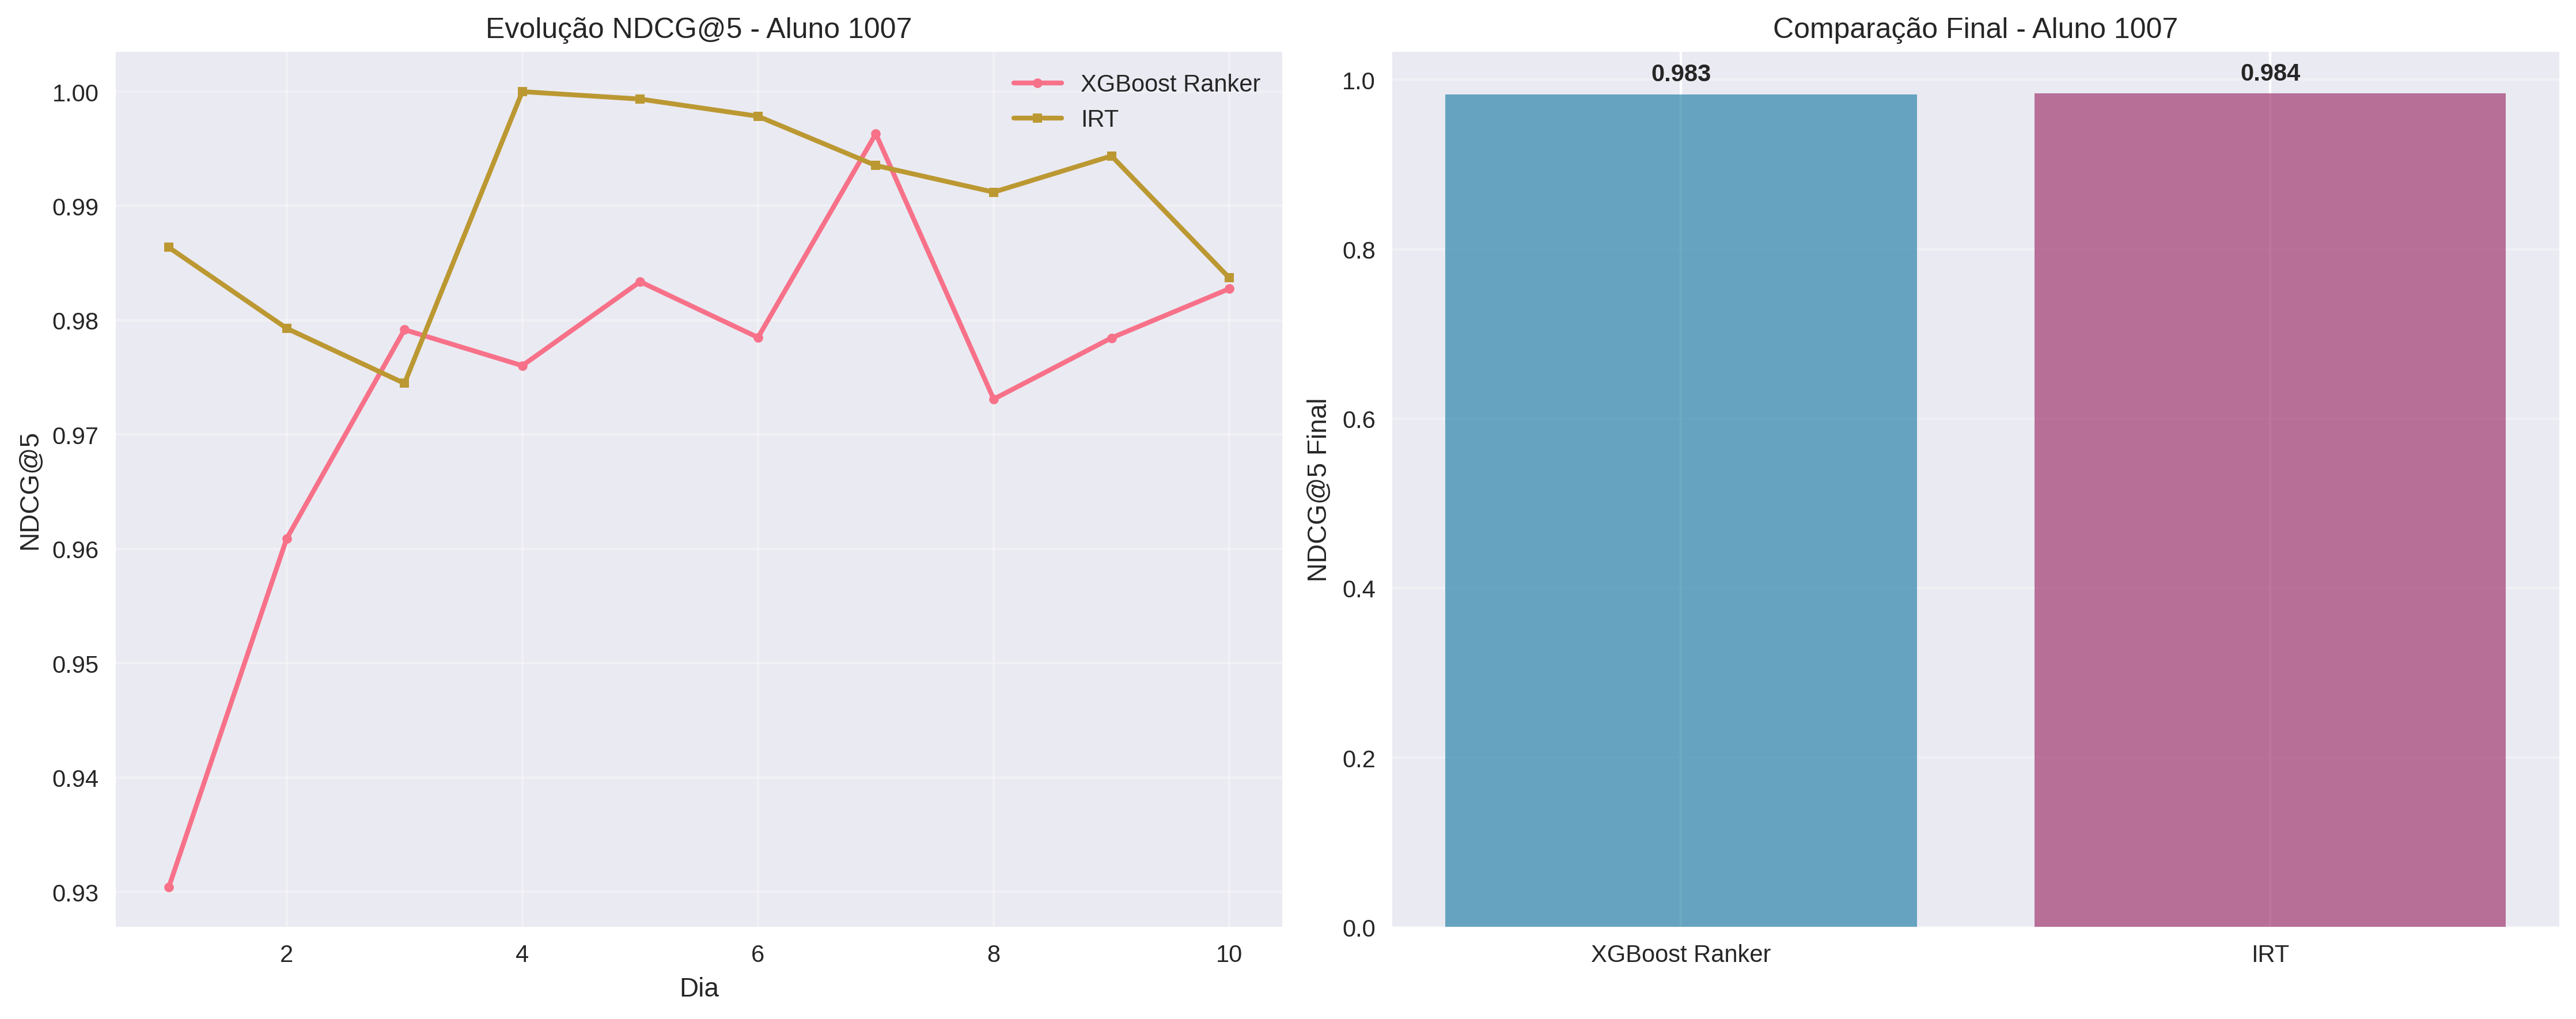 Evolução NDCG@5 - Aluno 1007
XGBoost Ranker
IRT
1.00
0.99
0.98
0.97
0.96
0.95
0.94
0.93
NDCG@5
2
4
6
8
10
Dia
Comparação Final - Aluno 1007
0.983
0.984
1.0
0.8
0.6
0.4
0.2
0.0
NDCG@5 Final
XGBoost Ranker
IRT